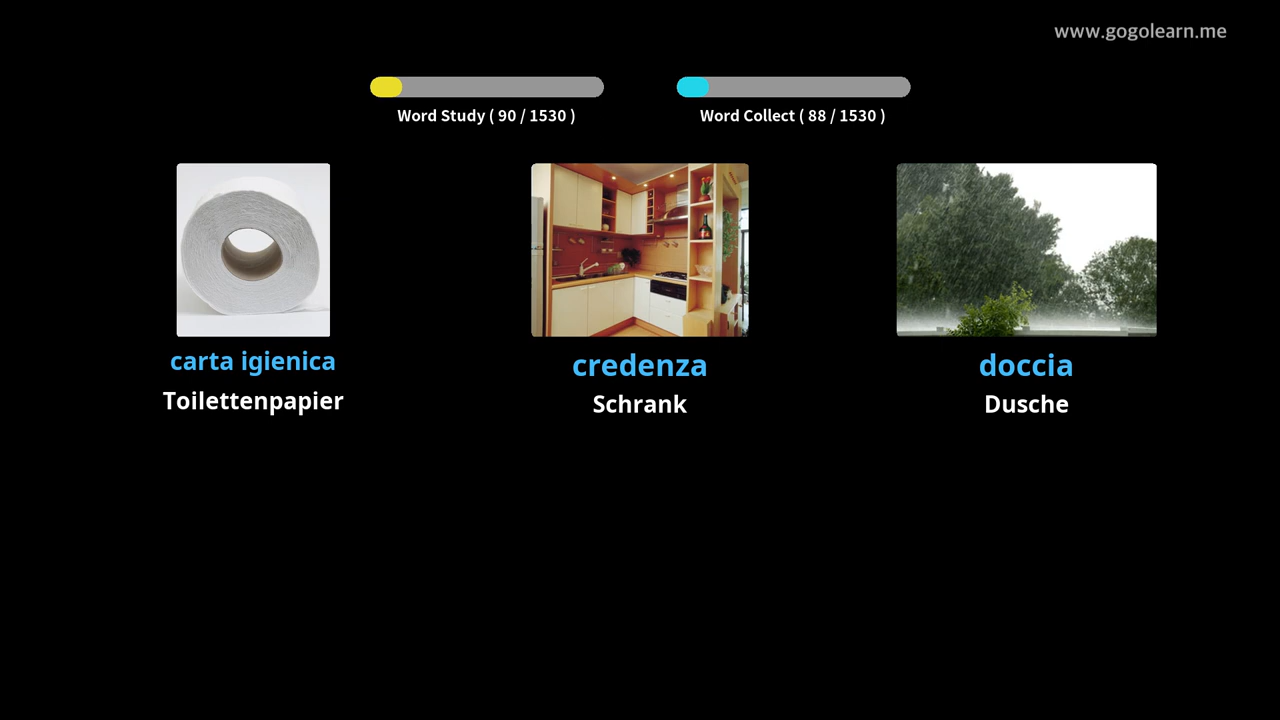 www.gogolearn.me
Word Study ( 90 / 1530 )
Word Collect ( 88 / 1530 )
carta igienica
Toilettenpapier
credenza
Schrank
doccia
Dusche